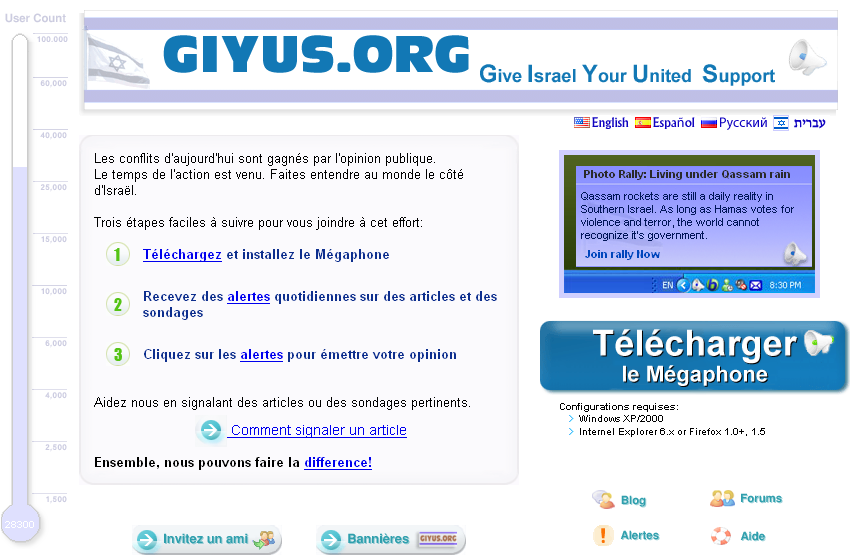 User Count
100,000
60,000
40,000
25,000
15,000
10,000
6,000
4,000
2,500
1,500
28300
GIYUS.ORG
Give Israel Your United Support
English Español Русский עברית
Les conflits d'aujourd'hui sont gagnés par l'opinion publique.
Le temps de l'action est venu. Faites entendre au monde le côté
d'Israël.
Trois étapes faciles à suivre pour vous joindre à cet effort:
1 Téléchargez et installez le Mégaphone
2 Recevez des alertes quotidiennes sur des articles et des
sondages
3 Cliquez sur les alertes pour émettre votre opinion
Aidez nous en signalant des articles ou des sondages pertinents.
Comment signaler un article
Ensemble, nous pouvons faire la difference!
Photo Rally: Living under Qassam rain
Qassam rockets are still a daily reality in
Southern Israel. As long as Hamas votes for
violence and terror, the world cannot
recognize it's government.
Join rally Now
EN 8:30 PM
Télécharger
le Mégaphone
Configurations requises:
Windows XP/2000
Internet Explorer 6.x or Firefox 1.0+, 1.5
Blog Forums
Alertes Aide
Invitez un ami Bannières GIYUS.ORG